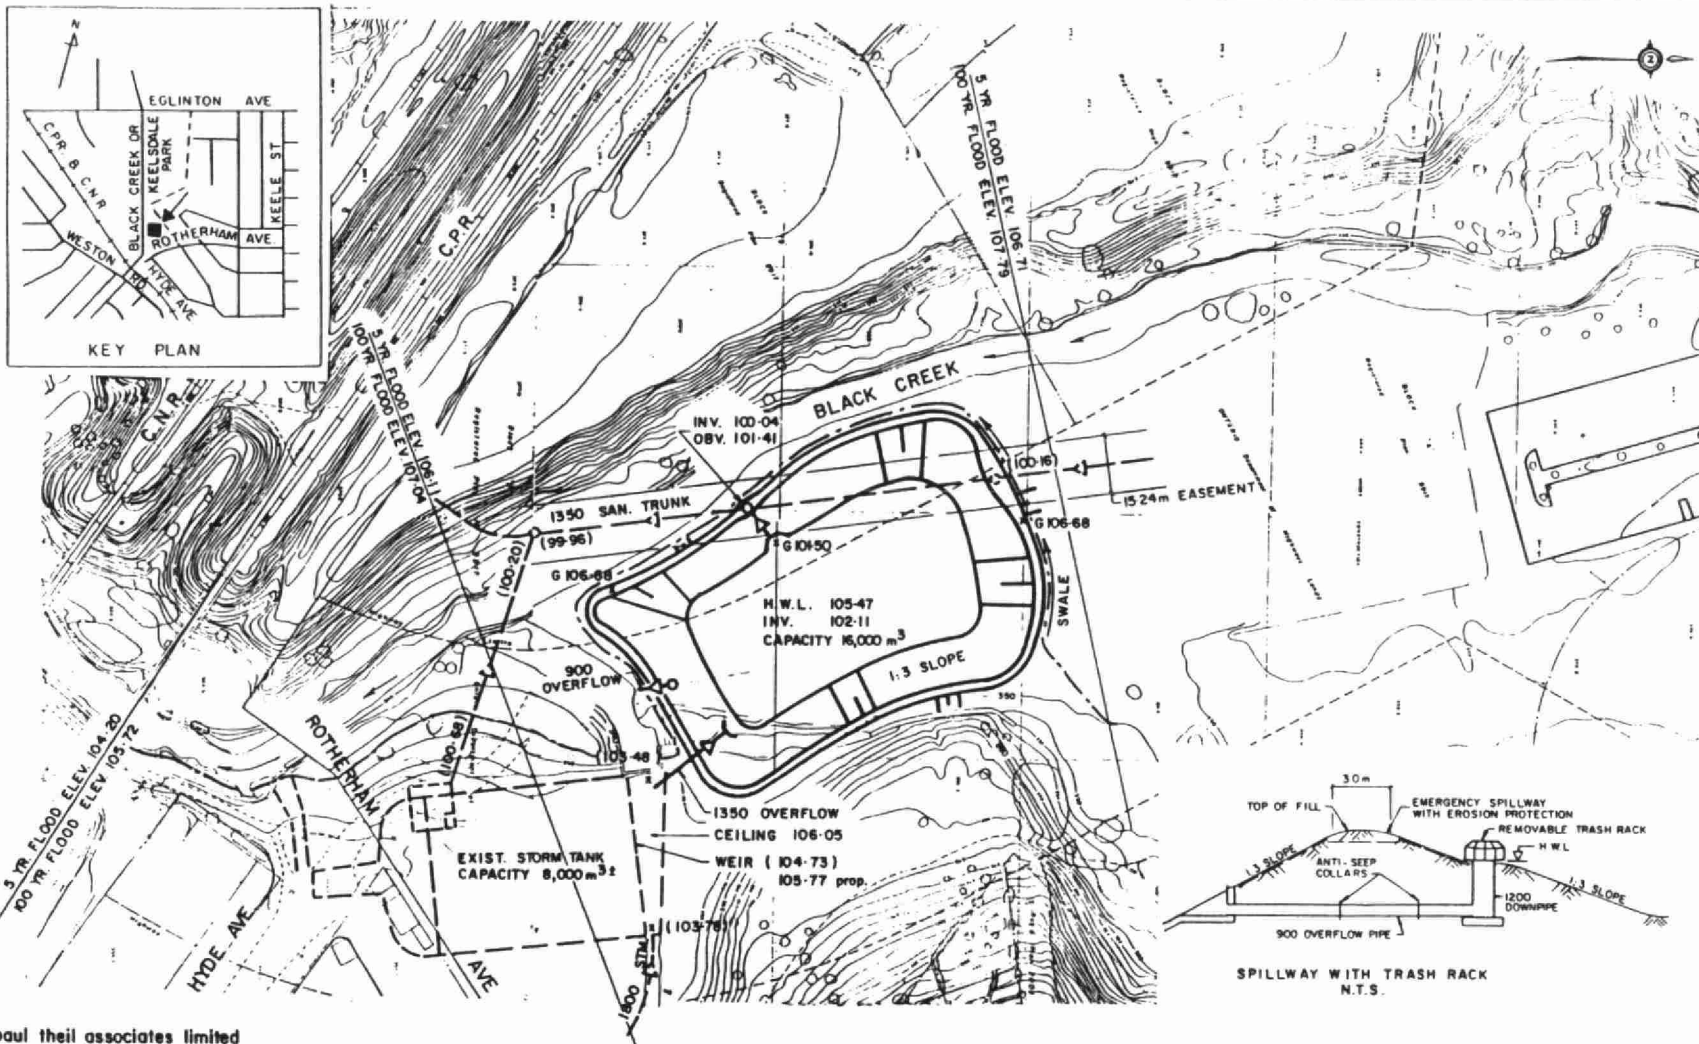 N
EGLINTON AVE
C.P.R. & C.N.R.
BLACK CREEK OR
KEELSDALE
PARK
KEELE ST
ROTHERHAM AVE.
WESTON RD
HYDE AVE
KEY PLAN
C.P.R.
C.N.R.
5 YR FLOOD ELEV 106·71
100 YR FLOOD ELEV. 107·79
5 YR. FLOOD ELEV 106·11
100 YR FLOOD ELEV 107·04
BLACK CREEK
INV. 100·04
OBV. 101·41
(100·16)
15·24m EASEMENT
1350 SAN. TRUNK
(99·96)
G 101·50
G 106·68
G 106·68
(100·20)
H.W.L. 105·47
INV. 102·11
CAPACITY 16,000 m³
SWALE
1:3 SLOPE
900
OVERFLOW
350
(100·68)
(103·48)
5 YR. FLOOD ELEV. 104·20
100 YR. FLOOD ELEV 105·72
ROTHERHAM
AVE
HYDE AVE
1350 OVERFLOW
CEILING 106·05
WEIR (104·73)
105·77 prop.
EXIST. STORM TANK
CAPACITY 8,000 m³±
(103·78)
1800 STM
3·0m
TOP OF FILL
EMERGENCY SPILLWAY
WITH EROSION PROTECTION
REMOVABLE TRASH RACK
H.W.L
1:3 SLOPE
ANTI-SEEP
COLLARS
1:3 SLOPE
1200
DOWNPIPE
900 OVERFLOW PIPE
SPILLWAY WITH TRASH RACK
N.T.S.
paul theil associates limited